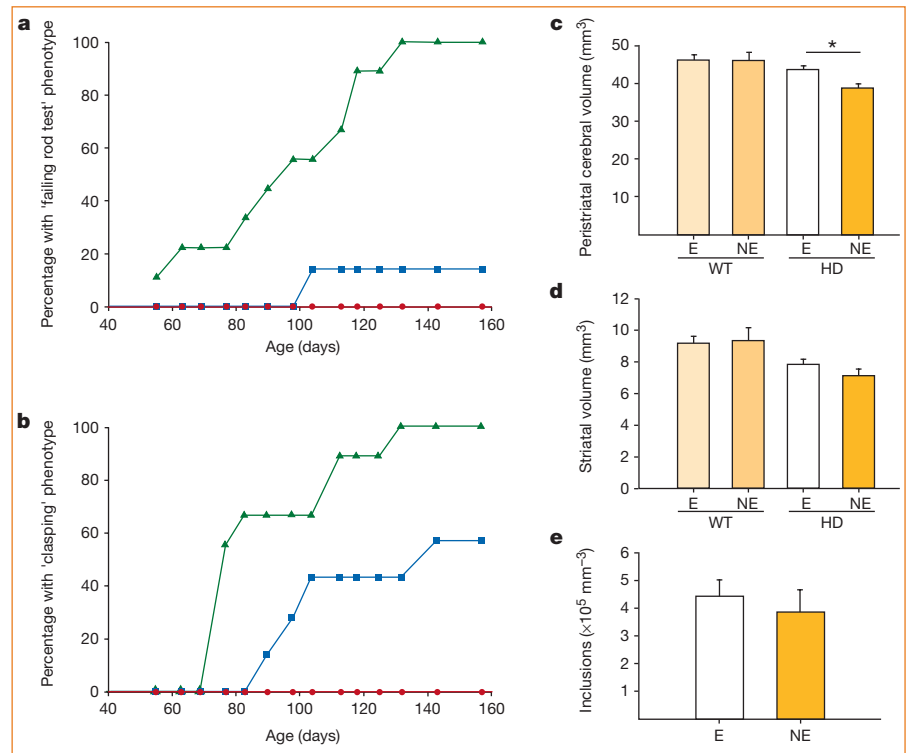 a
Percentage with 'failing rod test' phenotype
100
80
60
40
20
0
40 60 80 100 120 140 160
Age (days)
b
Percentage with 'clasping' phenotype
100
80
60
40
20
0
40 60 80 100 120 140 160
Age (days)
c
Peristriatal cerebral volume (mm³)
50
40
30
20
10
*
E NE E NE
WT HD
d
Striatal volume (mm³)
12
10
8
6
4
2
0
E NE E NE
WT HD
e
Inclusions (×10⁵ mm⁻³)
6
5
4
3
2
1
E NE